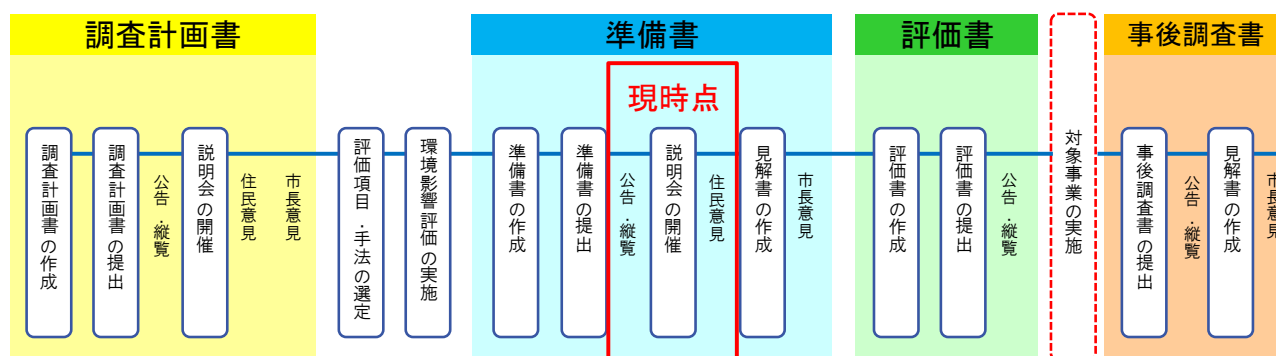 調査計画書
調査計画書の作成
調査計画書の提出
公告・縦覧
説明会の開催
住民意見
市長意見
評価項目・手法の選定
環境影響評価の実施
準備書
現時点
準備書の作成
準備書の提出
公告・縦覧
説明会の開催
住民意見
見解書の作成
市長意見
評価書
評価書の作成
評価書の提出
公告・縦覧
対象事業の実施
事後調査書
事後調査書の提出
公告・縦覧
見解書の作成
市長意見